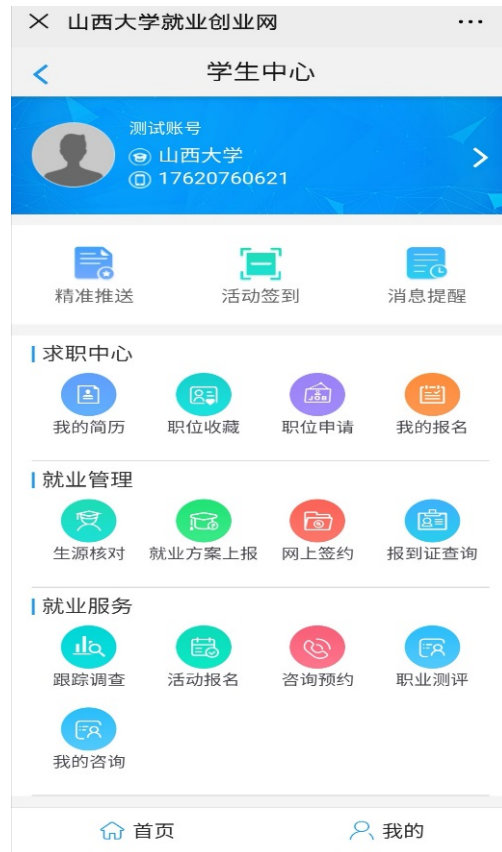 山西大学就业创业网
学生中心
测试账号
山西大学
17620760621
精准推送 活动签到 消息提醒
求职中心
我的简历 职位收藏 职位申请 我的报名
就业管理
生源核对 就业方案上报 网上签约 报到证查询
就业服务
跟踪调查 活动报名 咨询预约 职业测评
我的咨询
首页 我的